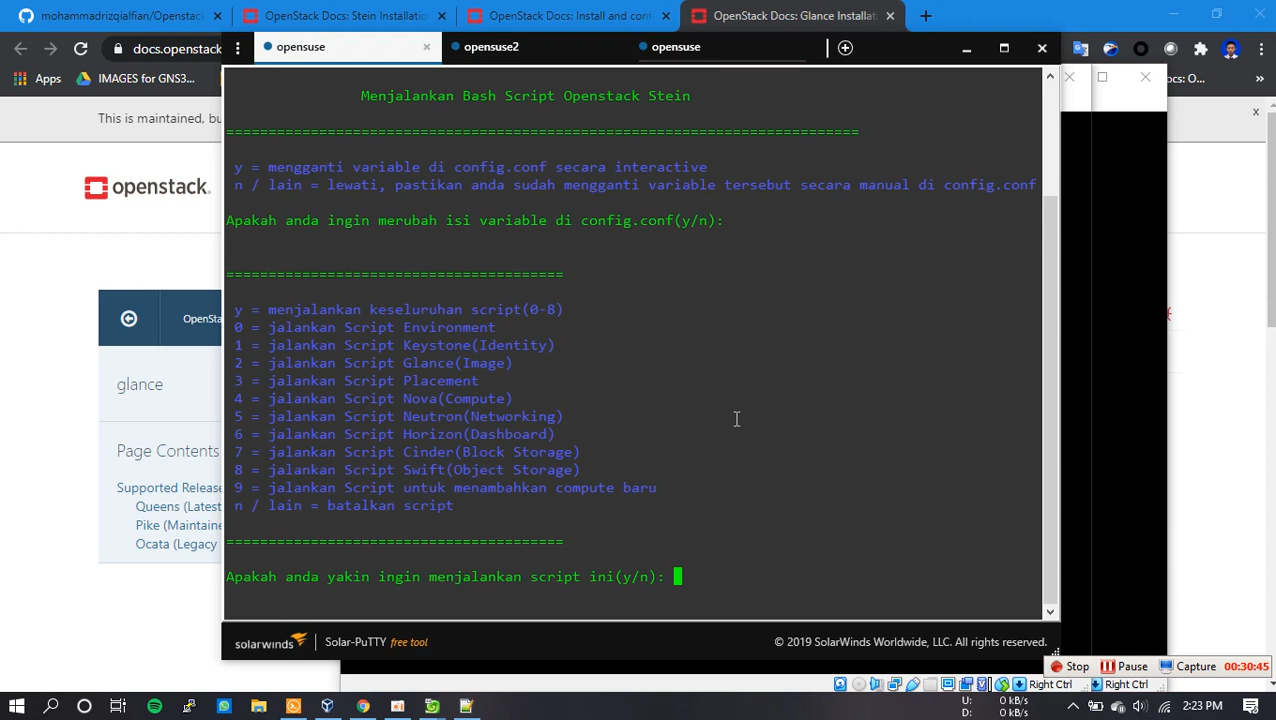 mohammadrizqialfian/Openstack
OpenStack Docs: Stein Installatio
OpenStack Docs: Install and conf
OpenStack Docs: Glance Installati
docs.openstack
Apps
IMAGES for GNS3
ocs: O...
opensuse
opensuse2
opensuse
This is maintained, bu
openstack.
OpenSta
glance
Page Contents
Supported Release
Queens (Latest
Pike (Maintaine
Ocata (Legacy
Menjalankan Bash Script Openstack Stein
===========================================================================
y = mengganti variable di config.conf secara interactive
n / lain = lewati, pastikan anda sudah mengganti variable tersebut secara manual di config.conf
Apakah anda ingin merubah isi variable di config.conf(y/n):
========================================
y = menjalankan keseluruhan script(0-8)
0 = jalankan Script Environment
1 = jalankan Script Keystone(Identity)
2 = jalankan Script Glance(Image)
3 = jalankan Script Placement
4 = jalankan Script Nova(Compute)
5 = jalankan Script Neutron(Networking)
6 = jalankan Script Horizon(Dashboard)
7 = jalankan Script Cinder(Block Storage)
8 = jalankan Script Swift(Object Storage)
9 = jalankan Script untuk menambahkan compute baru
n / lain = batalkan script
========================================
Apakah anda yakin ingin menjalankan script ini(y/n):
solarwinds
Solar-PuTTY free tool
© 2019 SolarWinds Worldwide, LLC. All rights reserved.
Stop
Pause
Capture
00:30:45
Right Ctrl
Right Ctrl
U: 0 kB/s
D: 0 kB/s
2:23 PM